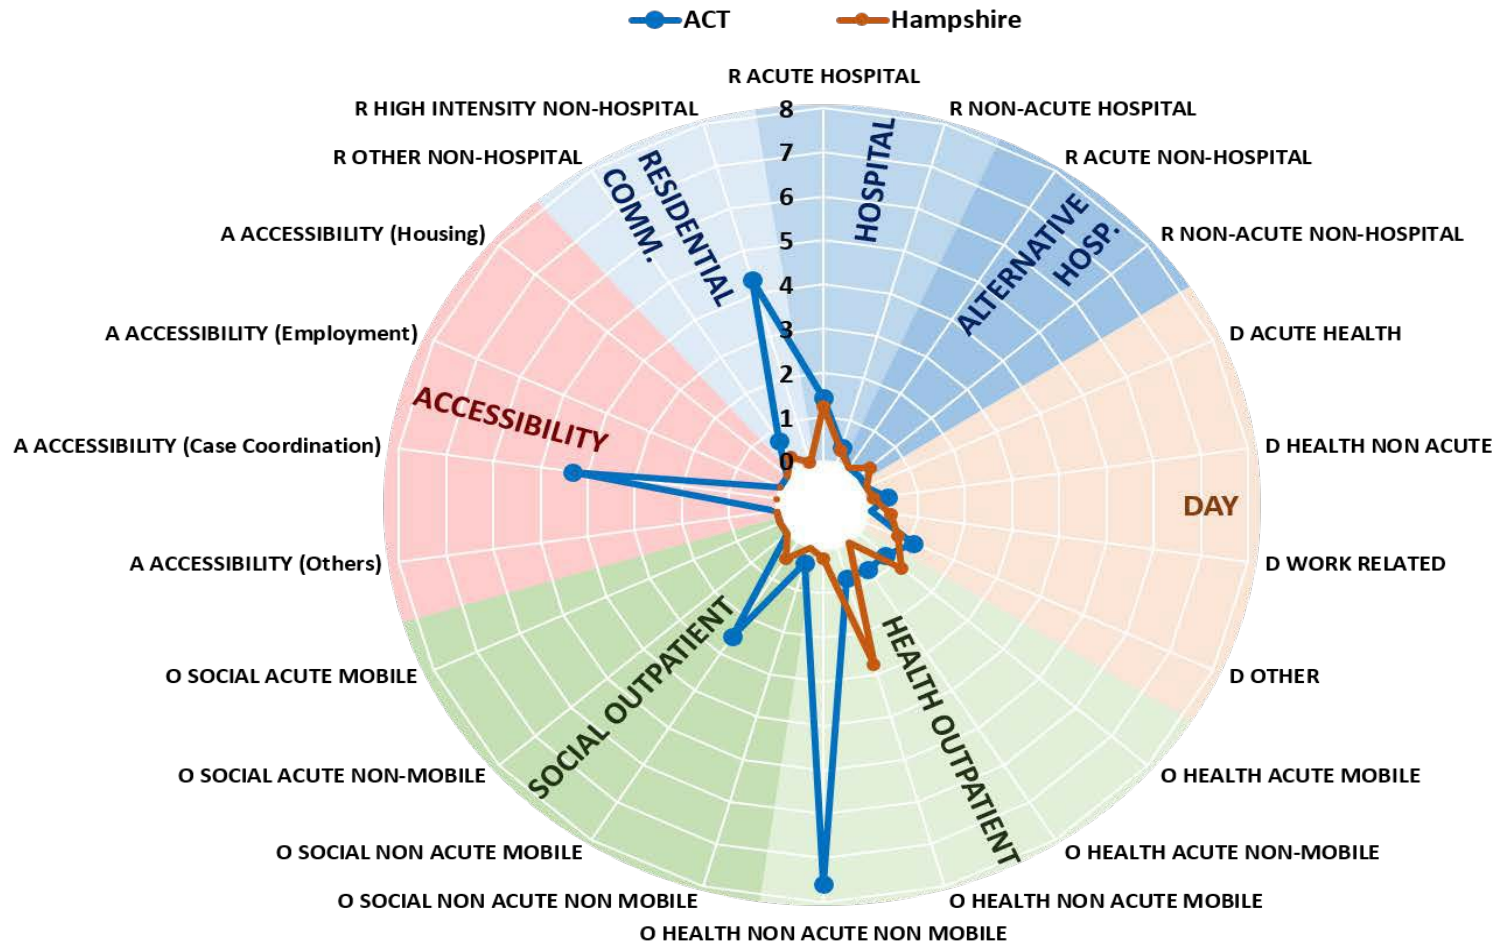 ACT
Hampshire
R ACUTE HOSPITAL
R NON-ACUTE HOSPITAL
R ACUTE NON-HOSPITAL
R NON-ACUTE NON-HOSPITAL
D ACUTE HEALTH
D HEALTH NON ACUTE
D WORK RELATED
D OTHER
O HEALTH ACUTE MOBILE
O HEALTH ACUTE NON-MOBILE
O HEALTH NON ACUTE MOBILE
O HEALTH NON ACUTE NON MOBILE
O SOCIAL NON ACUTE NON MOBILE
O SOCIAL NON ACUTE MOBILE
O SOCIAL ACUTE NON-MOBILE
O SOCIAL ACUTE MOBILE
A ACCESSIBILITY (Others)
A ACCESSIBILITY (Case Coordination)
A ACCESSIBILITY (Employment)
A ACCESSIBILITY (Housing)
R OTHER NON-HOSPITAL
R HIGH INTENSITY NON-HOSPITAL
8
7
6
5
4
3
2
1
0
HOSPITAL
ALTERNATIVE
HOSP.
DAY
HEALTH OUTPATIENT
SOCIAL OUTPATIENT
ACCESSIBILITY
RESIDENTIAL
COMM.